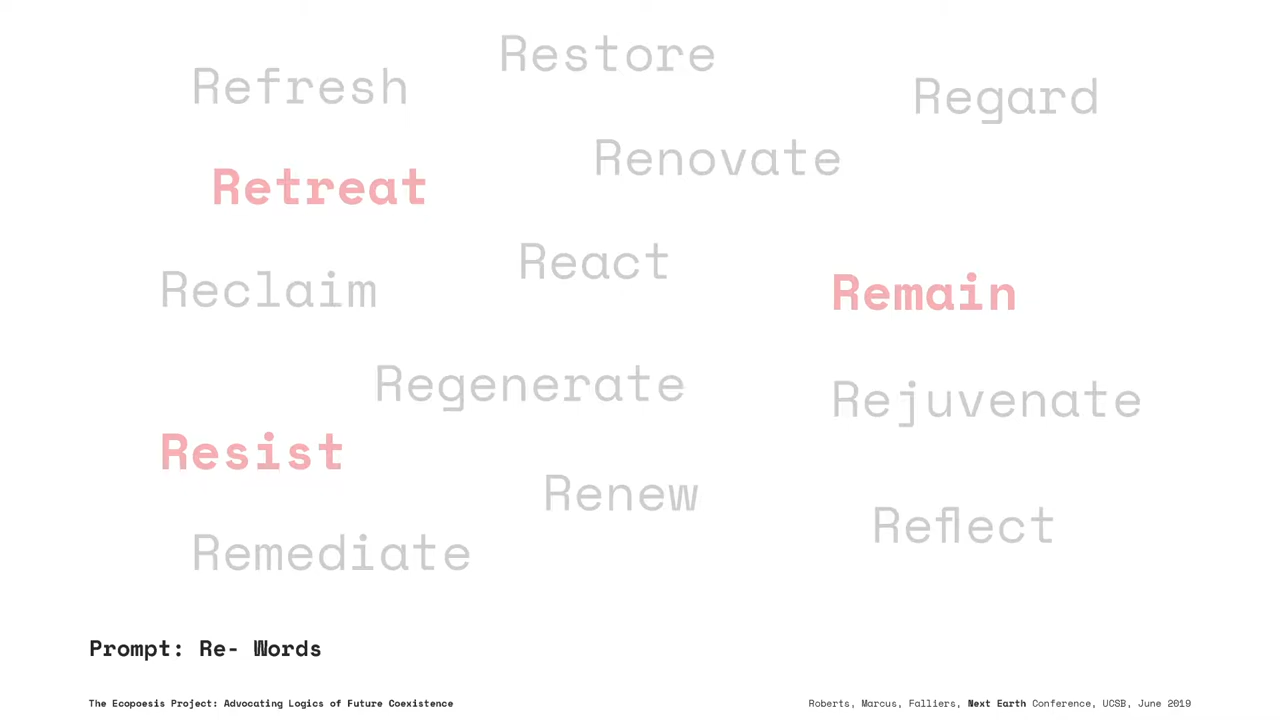 Restore
Refresh
Regard
Renovate
Retreat
React
Reclaim
Remain
Regenerate
Rejuvenate
Resist
Renew
Reflect
Remediate
Prompt: Re- Words
The Ecopoesis Project: Advocating Logics of Future Coexistence
Roberts, Marcus, Falliers, Next Earth Conference, UCSB, June 2019